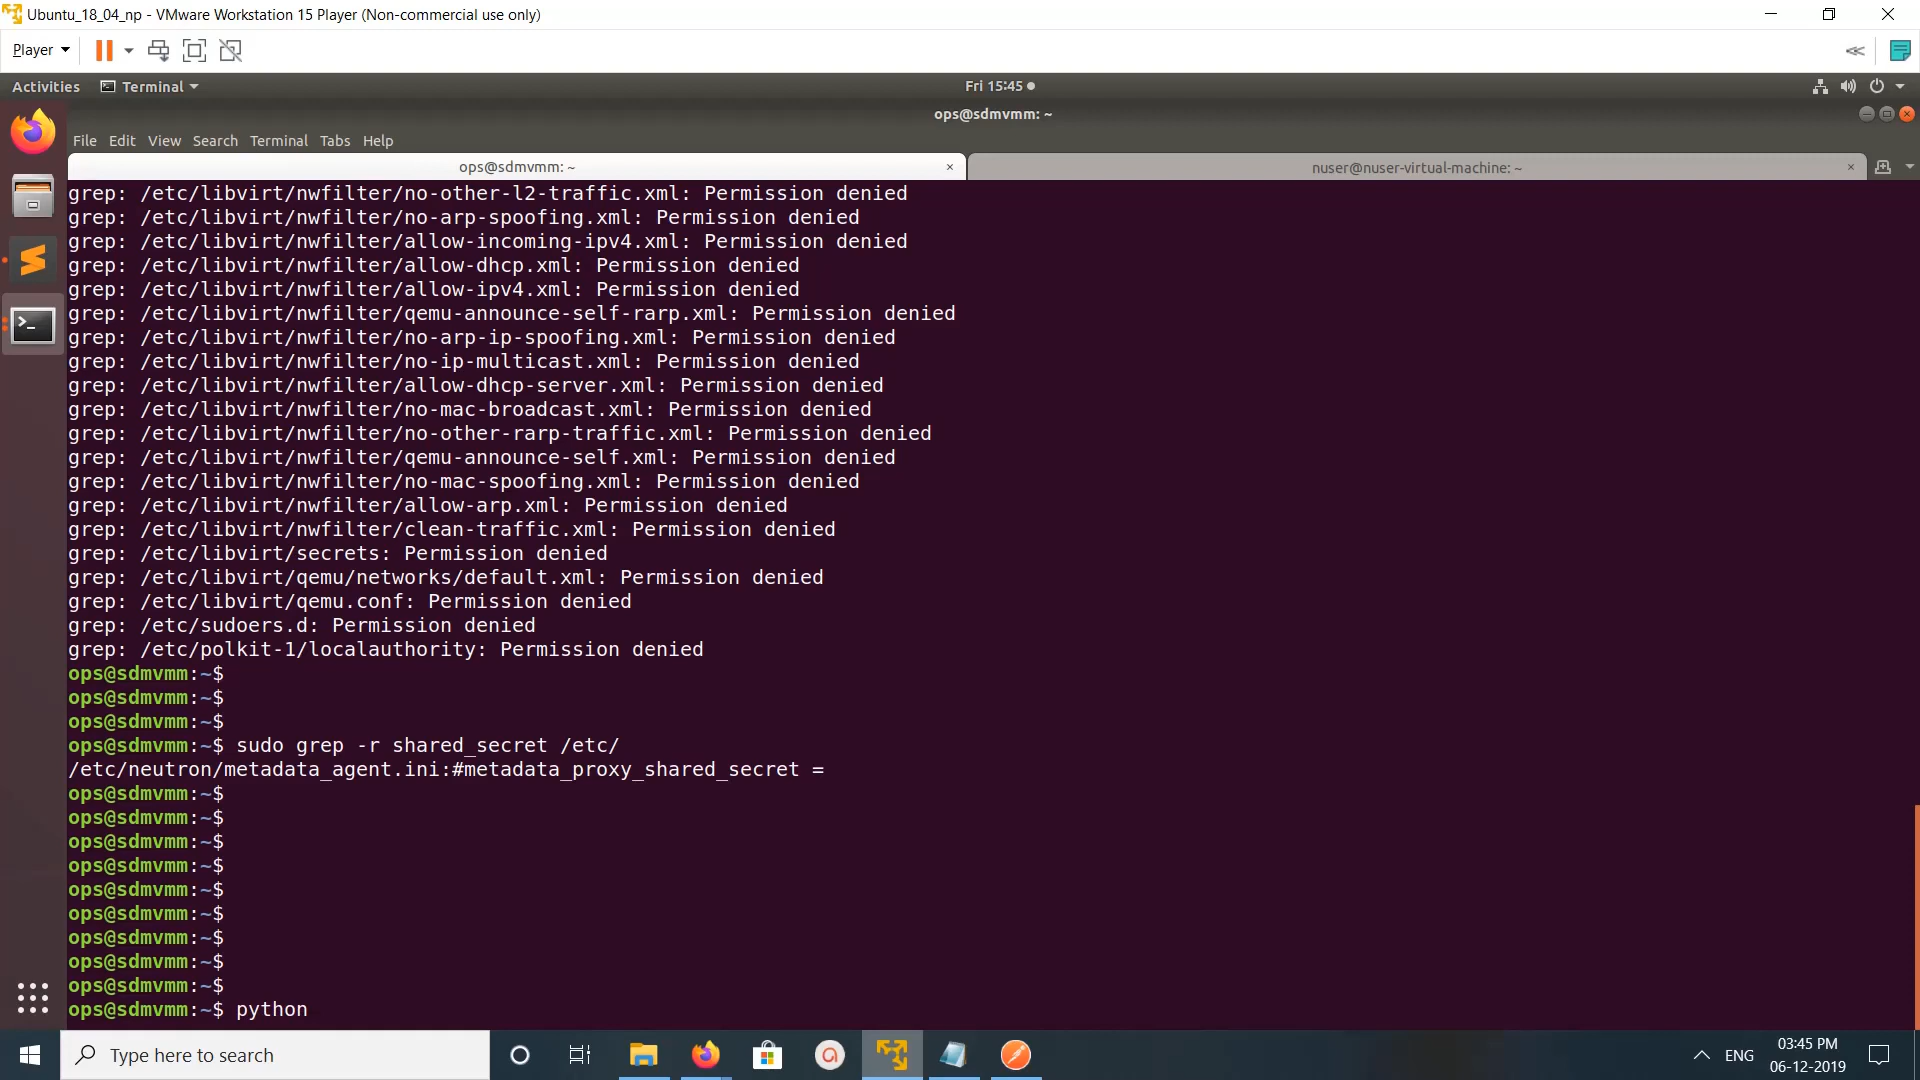 Ubuntu_18_04_np - VMware Workstation 15 Player (Non-commercial use only)
Player
Activities Terminal Fri 15:45
ops@sdmvmm: ~
File Edit View Search Terminal Tabs Help
ops@sdmvmm: ~ × nuser@nuser-virtual-machine: ~ ×
grep: /etc/libvirt/nwfilter/no-other-l2-traffic.xml: Permission denied
grep: /etc/libvirt/nwfilter/no-arp-spoofing.xml: Permission denied
grep: /etc/libvirt/nwfilter/allow-incoming-ipv4.xml: Permission denied
grep: /etc/libvirt/nwfilter/allow-dhcp.xml: Permission denied
grep: /etc/libvirt/nwfilter/allow-ipv4.xml: Permission denied
grep: /etc/libvirt/nwfilter/qemu-announce-self-rarp.xml: Permission denied
grep: /etc/libvirt/nwfilter/no-arp-ip-spoofing.xml: Permission denied
grep: /etc/libvirt/nwfilter/no-ip-multicast.xml: Permission denied
grep: /etc/libvirt/nwfilter/allow-dhcp-server.xml: Permission denied
grep: /etc/libvirt/nwfilter/no-mac-broadcast.xml: Permission denied
grep: /etc/libvirt/nwfilter/no-other-rarp-traffic.xml: Permission denied
grep: /etc/libvirt/nwfilter/qemu-announce-self.xml: Permission denied
grep: /etc/libvirt/nwfilter/no-mac-spoofing.xml: Permission denied
grep: /etc/libvirt/nwfilter/allow-arp.xml: Permission denied
grep: /etc/libvirt/nwfilter/clean-traffic.xml: Permission denied
grep: /etc/libvirt/secrets: Permission denied
grep: /etc/libvirt/qemu/networks/default.xml: Permission denied
grep: /etc/libvirt/qemu.conf: Permission denied
grep: /etc/sudoers.d: Permission denied
grep: /etc/polkit-1/localauthority: Permission denied
ops@sdmvmm:~$
ops@sdmvmm:~$
ops@sdmvmm:~$
ops@sdmvmm:~$ sudo grep -r shared_secret /etc/
/etc/neutron/metadata_agent.ini:#metadata_proxy_shared_secret =
ops@sdmvmm:~$
ops@sdmvmm:~$
ops@sdmvmm:~$
ops@sdmvmm:~$
ops@sdmvmm:~$
ops@sdmvmm:~$
ops@sdmvmm:~$
ops@sdmvmm:~$
ops@sdmvmm:~$
ops@sdmvmm:~$ python
Type here to search
ENG
03:45 PM
06-12-2019